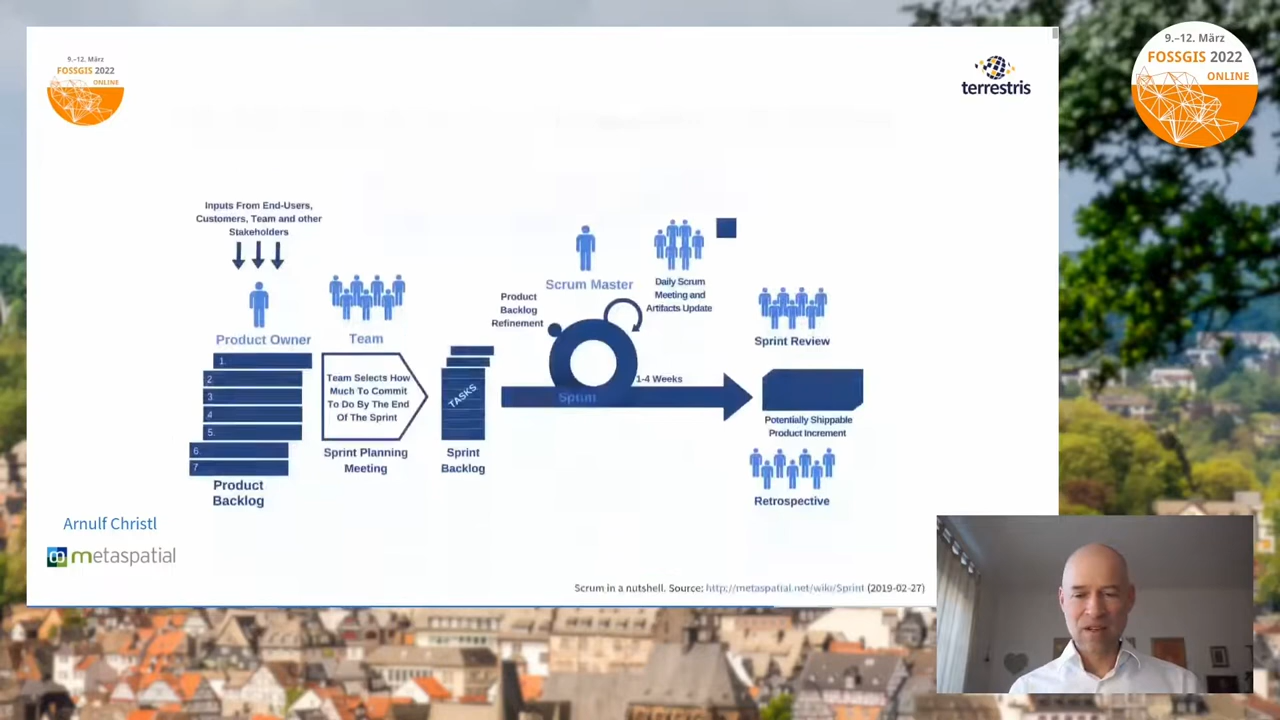 9.–12. März
FOSSGIS 2022
ONLINE
terrestris
9.–12. März
FOSSGIS 2022
ONLINE
Inputs From End-Users,
Customers, Team and other
Stakeholders
Product Owner
Team
1.
2.
3
4
5.
6.
7
Product
Backlog
Team Selects How
Much To Commit
To Do By The End
Of The Sprint
Sprint Planning
Meeting
TASKS
Sprint
Backlog
Product
Backlog
Refinement
Scrum Master
Daily Scrum
Meeting and
Artifacts Update
1-4 Weeks
Sprint
Sprint Review
Potentially Shippable
Product Increment
Retrospective
Arnulf Christl
metaspatial
Scrum in a nutshell. Source: http://metaspatial.net/wiki/Sprint (2019-02-27)